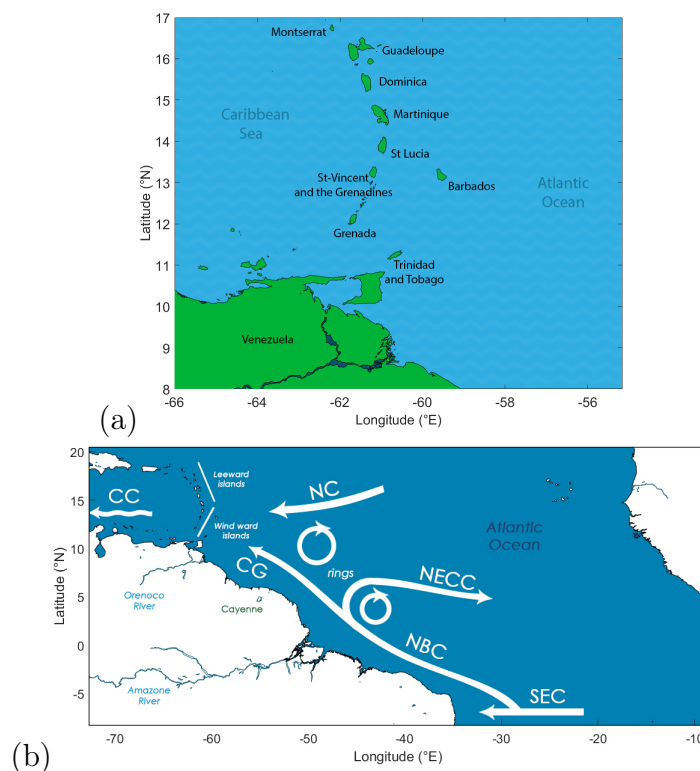 17
16
15
14
13
12
11
10
9
8
Latitude (°N)
Montserrat
Guadeloupe
Dominica
Martinique
Caribbean
Sea
St Lucia
St-Vincent
and the Grenadines
Barbados
Atlantic
Ocean
Grenada
Trinidad
and Tobago
Venezuela
-66
-64
-62
-60
-58
-56
Longitude (°E)
(a)
20
15
10
5
0
-5
Latitude (°N)
Leeward
islands
CC
NC
Wind ward
islands
Atlantic
Ocean
CG
rings
NECC
Orenoco
River
Cayenne
NBC
SEC
Amazone
River
-70
-60
-50
-40
-30
-20
-10
Longitude (°E)
(b)